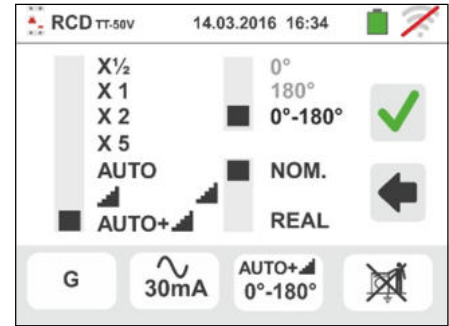 RCD TT-50V 14.03.2016 16:34
X½ 0°
X 1 180°
X 2 0°-180°
X 5
AUTO NOM.
AUTO+ REAL
G 30mA AUTO+ 0°-180°